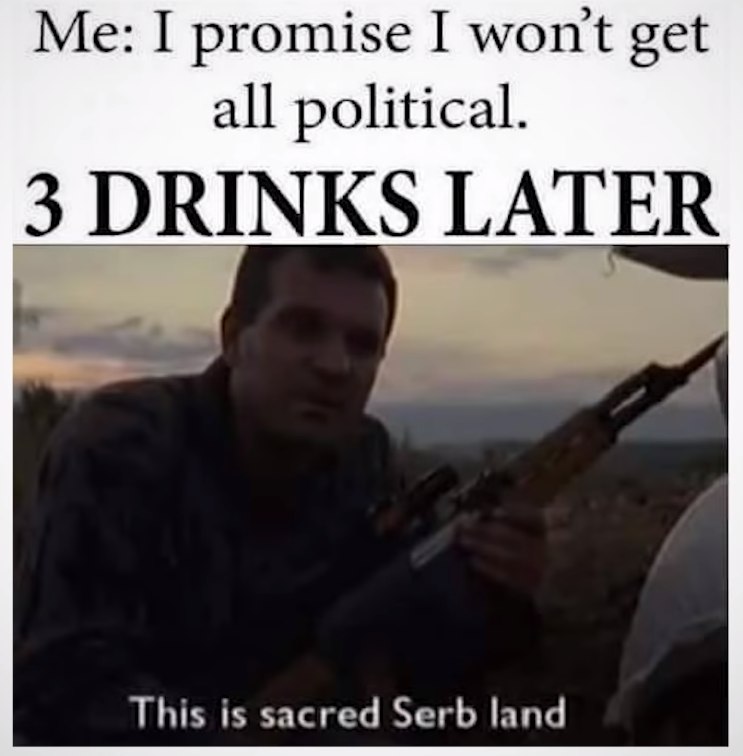 Me: I promise I won't get
all political.
3 DRINKS LATER
This is sacred Serb land